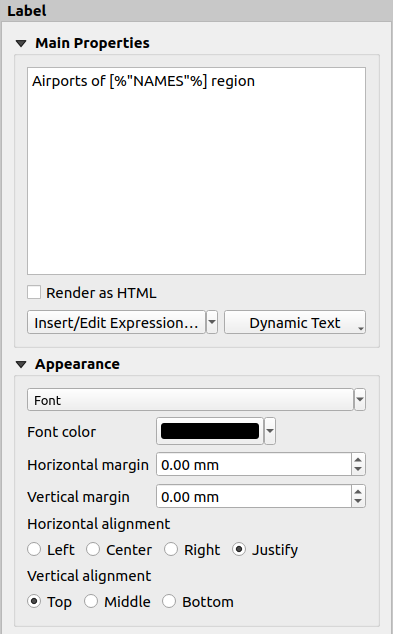 Label
Main Properties
Airports of [%"NAMES"%] region
Render as HTML
Insert/Edit Expression… Dynamic Text
Appearance
Font
Font color
Horizontal margin 0.00 mm
Vertical margin 0.00 mm
Horizontal alignment
Left Center Right Justify
Vertical alignment
Top Middle Bottom